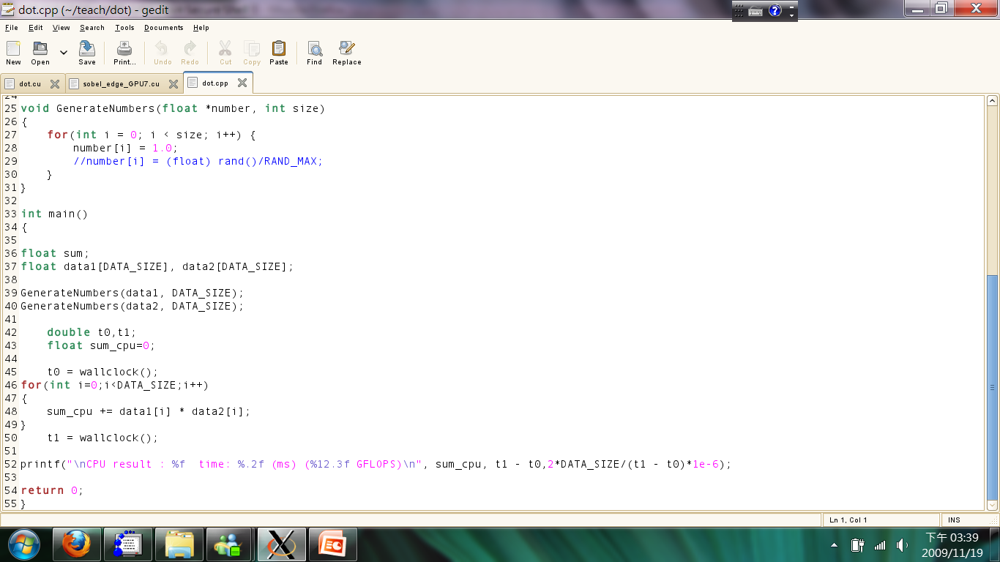 dot.cpp (~/teach/dot) - gedit
File Edit View Search Tools Documents Help
New Open Save Print... Undo Redo Cut Copy Paste Find Replace
dot.cu sobel_edge_GPU7.cu dot.cpp
24
25 void GenerateNumbers(float *number, int size)
26 {
27     for(int i = 0; i < size; i++) {
28         number[i] = 1.0;
29         //number[i] = (float) rand()/RAND_MAX;
30     }
31 }
32
33 int main()
34 {
35
36 float sum;
37 float data1[DATA_SIZE], data2[DATA_SIZE];
38
39 GenerateNumbers(data1, DATA_SIZE);
40 GenerateNumbers(data2, DATA_SIZE);
41
42     double t0,t1;
43     float sum_cpu=0;
44
45     t0 = wallclock();
46 for(int i=0;i<DATA_SIZE;i++)
47 {
48     sum_cpu += data1[i] * data2[i];
49 }
50     t1 = wallclock();
51
52 printf("\nCPU result : %f  time: %.2f (ms) (%12.3f GFLOPS)\n", sum_cpu, t1 - t0,2*DATA_SIZE/(t1 - t0)*1e-6);
53
54 return 0;
55 }
Ln 1, Col 1 INS
下午 03:39
2009/11/19